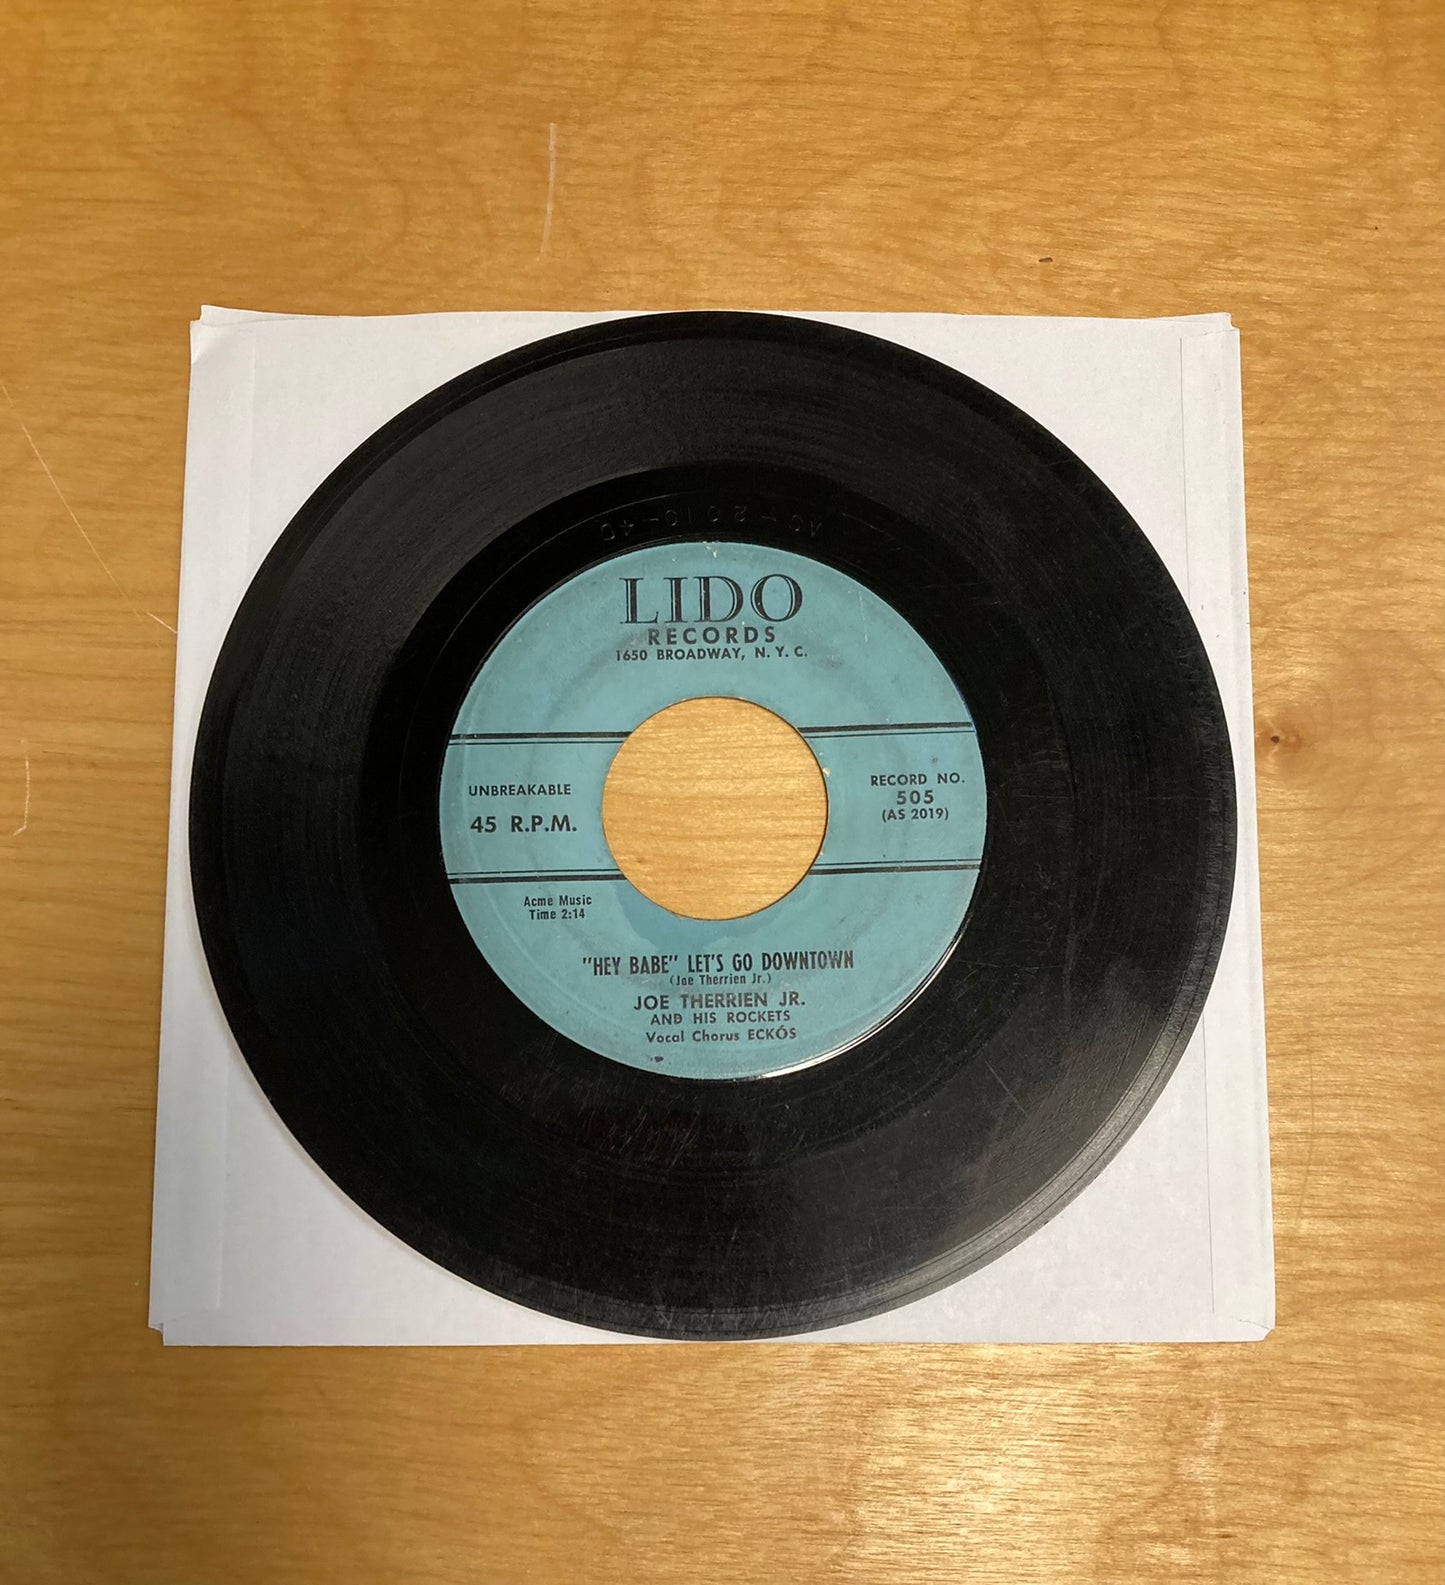 LIDO
RECORDS
1650 BROADWAY, N. Y. C.
UNBREAKABLE
45 R.P.M.
RECORD NO.
505
(AS 2019)
Acme Music
Time 2:14
"HEY BABE" LET'S GO DOWNTOWN
(Joe Therrien Jr.)
JOE THERRIEN JR.
AND HIS ROCKETS
Vocal Chorus ECKÓS